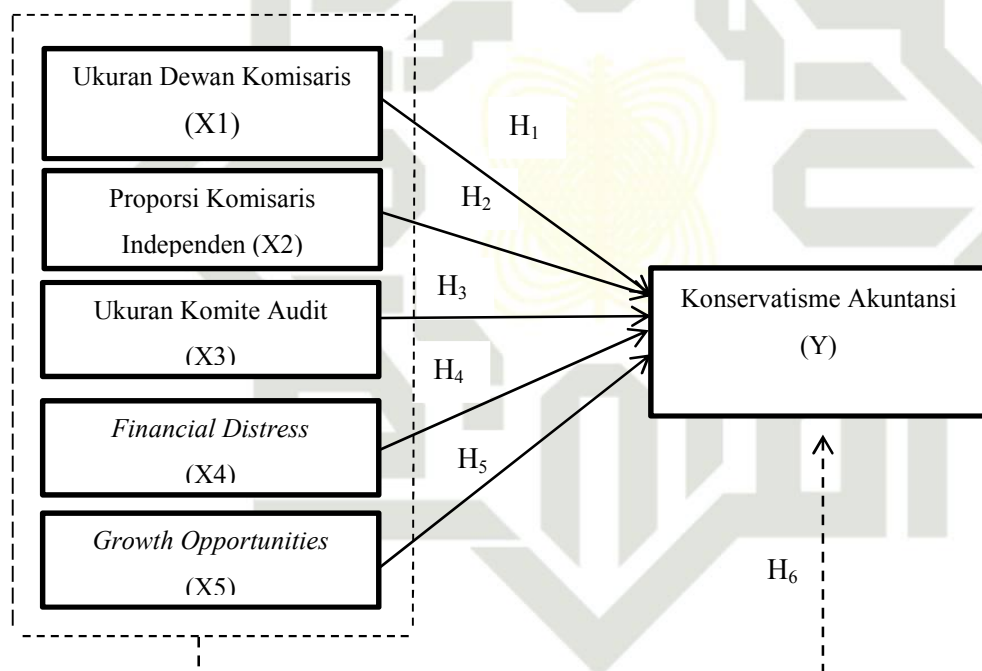 Ukuran Dewan Komisaris
(X1)
Proporsi Komisaris
Independen (X2)
Ukuran Komite Audit
(X3)
Financial Distress
(X4)
Growth Opportunities
(X5)
H1
H2
H3
H4
H5
Konservatisme Akuntansi
(Y)
H6